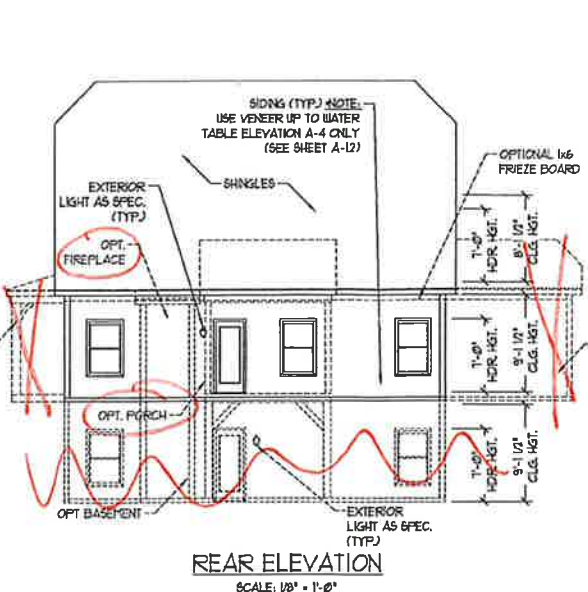 SIDING (TYP.) NOTE:
USE VENEER UP TO WATER
TABLE ELEVATION A-4 ONLY
(SEE SHEET A-1.2)
OPTIONAL 1x6
FRIEZE BOARD
EXTERIOR
LIGHT AS SPEC.
(TYP.)
SHINGLES
OPT.
FIREPLACE
7'-0"
HDR. HGT.
8'-1 1/2"
CLG. HGT.
7'-0"
HDR. HGT.
9'-1 1/2"
CLG. HGT.
OPT. PORCH
7'-0"
HDR. HGT.
9'-1 1/2"
CLG. HGT.
OPT BASEMENT
EXTERIOR
LIGHT AS SPEC.
(TYP.)
REAR ELEVATION
SCALE: 1/8" = 1'-0"